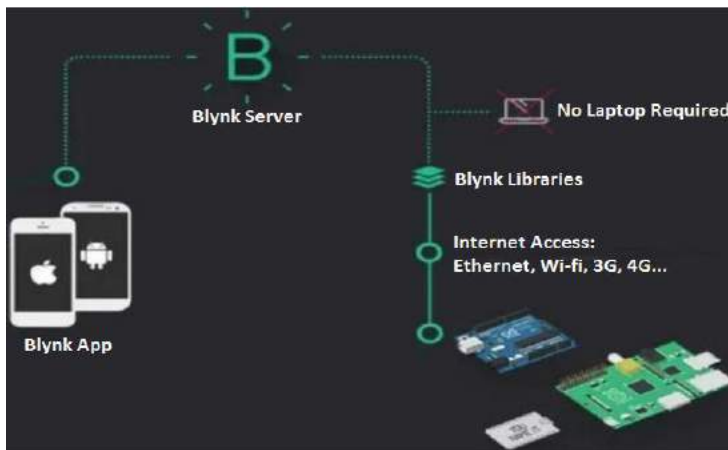 B
Blynk Server
No Laptop Required
Blynk Libraries
Internet Access:
Ethernet, Wi-fi, 3G, 4G...
Blynk App